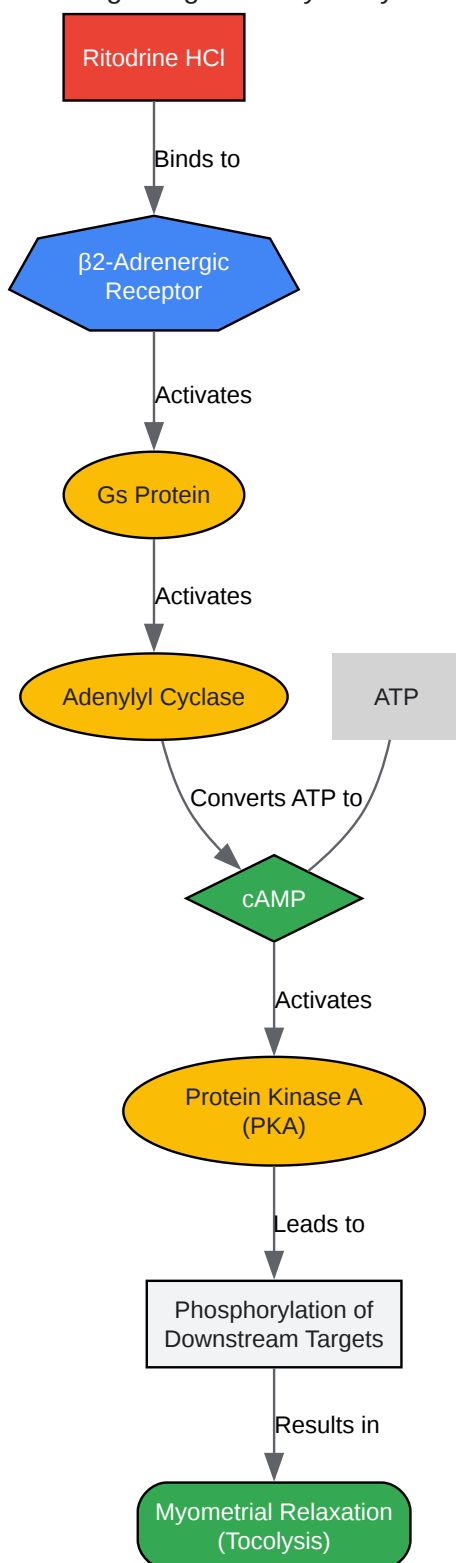 Ritodrine HCl
Binds to
β2-Adrenergic
Receptor
Activates
Gs Protein
Activates
Adenylyl Cyclase
ATP
Converts ATP to
cAMP
Activates
Protein Kinase A
(PKA)
Leads to
Phosphorylation of
Downstream Targets
Results in
Myometrial Relaxation
(Tocolysis)